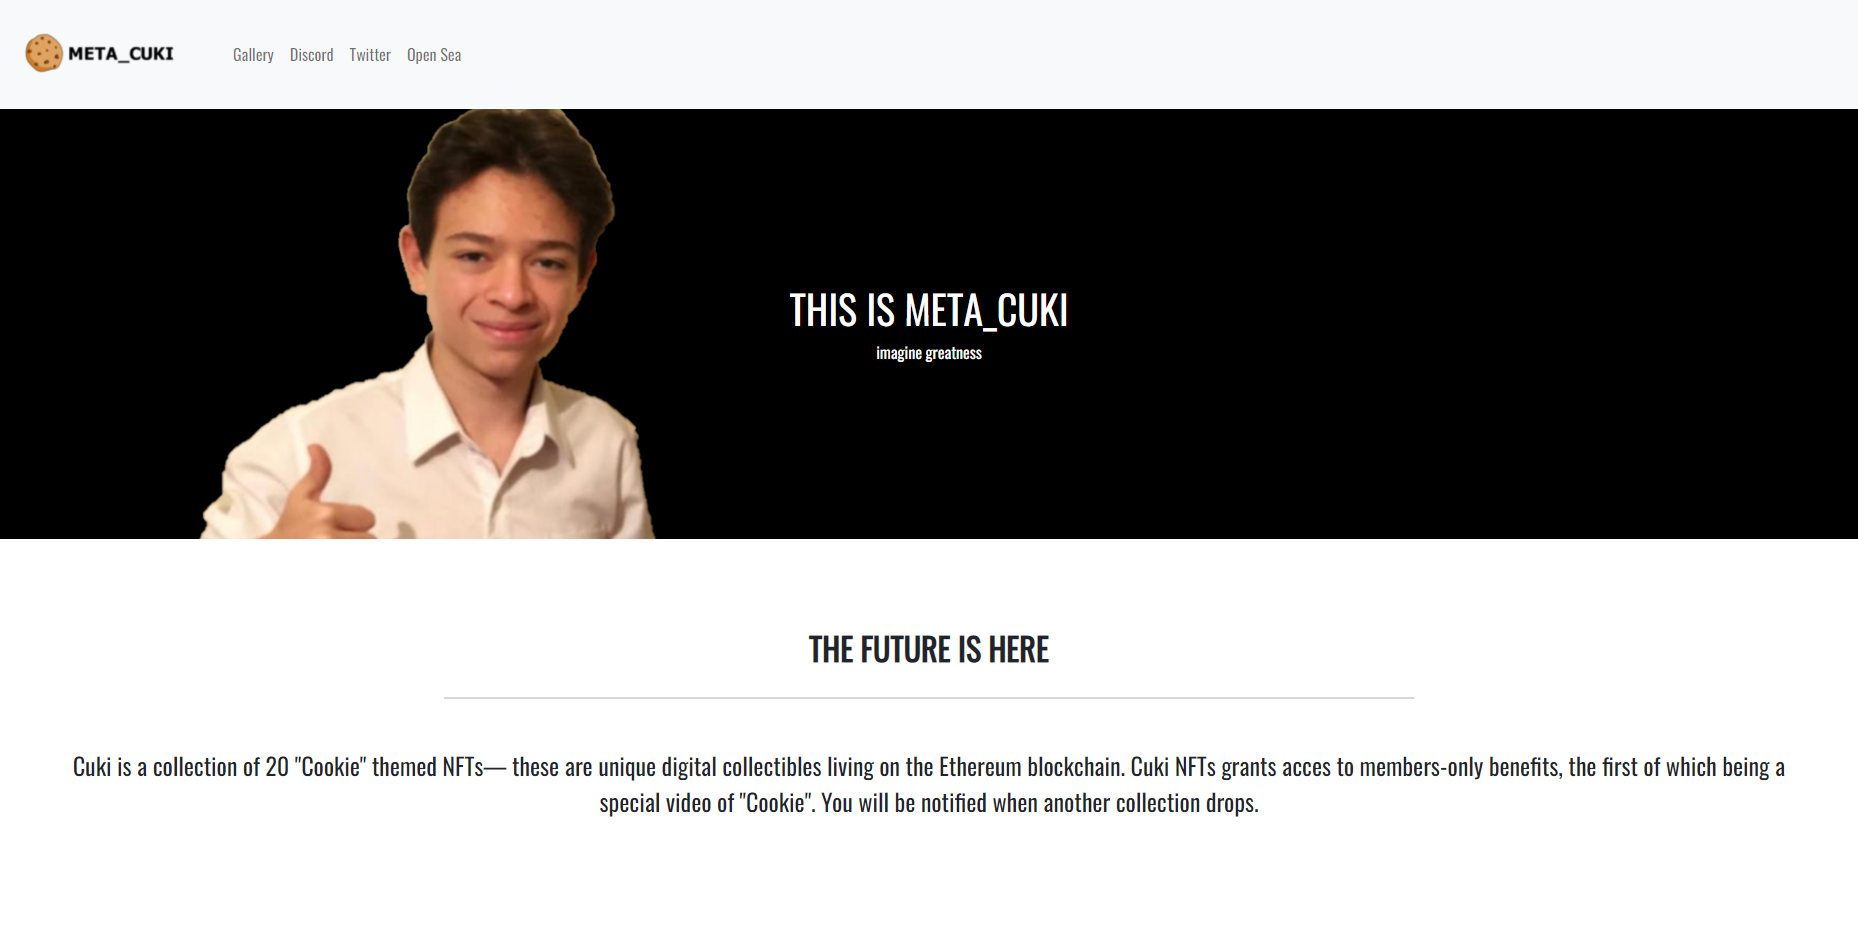 META_CUKI
Gallery Discord Twitter Open Sea
THIS IS META_CUKI
imagine greatness
THE FUTURE IS HERE
Cuki is a collection of 20 "Cookie" themed NFTs— these are unique digital collectibles living on the Ethereum blockchain. Cuki NFTs grants acces to members-only benefits, the first of which being a
special video of "Cookie". You will be notified when another collection drops.